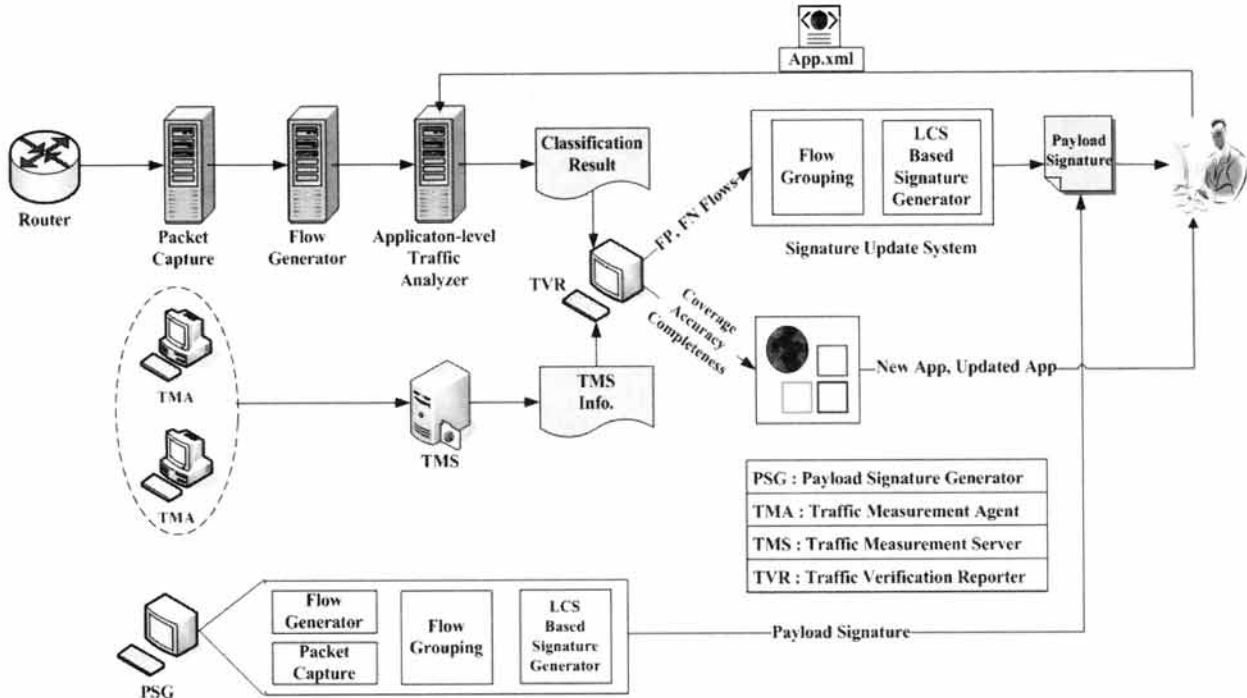 App.xml
Router
Packet
Capture
Flow
Generator
Applicaton-level
Traffic
Analyzer
Classification
Result
FP, FN Flows
Flow
Grouping
LCS
Based
Signature
Generator
Signature Update System
Payload
Signature
TVR
Coverage
Accuracy
Completeness
New App, Updated App
TMA
TMA
TMS
TMS
Info.
PSG : Payload Signature Generator
TMA : Traffic Measurement Agent
TMS : Traffic Measurement Server
TVR : Traffic Verification Reporter
PSG
Flow
Generator
Packet
Capture
Flow
Grouping
LCS
Based
Signature
Generator
Payload Signature